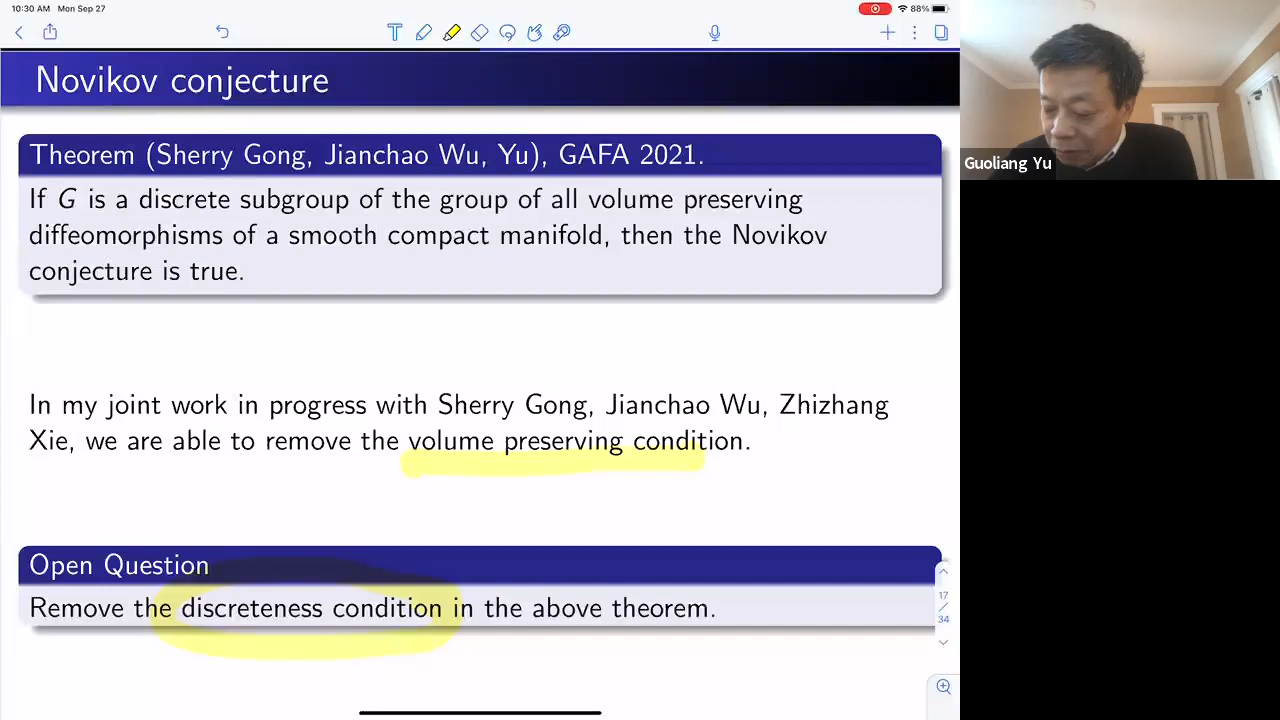 10:30 AM Mon Sep 27
88%
Novikov conjecture
Theorem (Sherry Gong, Jianchao Wu, Yu), GAFA 2021.
If G is a discrete subgroup of the group of all volume preserving
diffeomorphisms of a smooth compact manifold, then the Novikov
conjecture is true.
In my joint work in progress with Sherry Gong, Jianchao Wu, Zhizhang
Xie, we are able to remove the volume preserving condition.
Open Question
Remove the discreteness condition in the above theorem.
17
/
34
Guoliang Yu